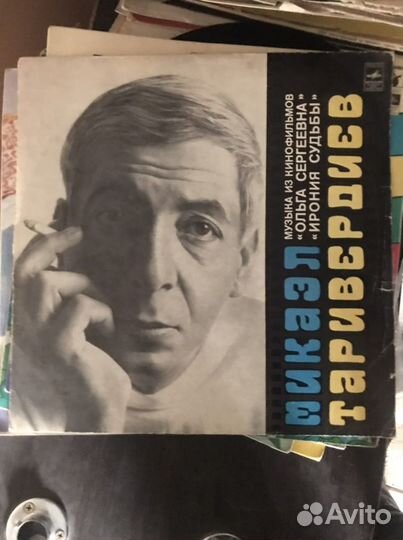 МУЗЫКА ИЗ КИНОФИЛЬМОВ
«ОЛЬГА СЕРГЕЕВНА»
«ИРОНИЯ СУДЬБЫ»
МИКАЭЛ
ТАРИВЕРДИЕВ
Avito